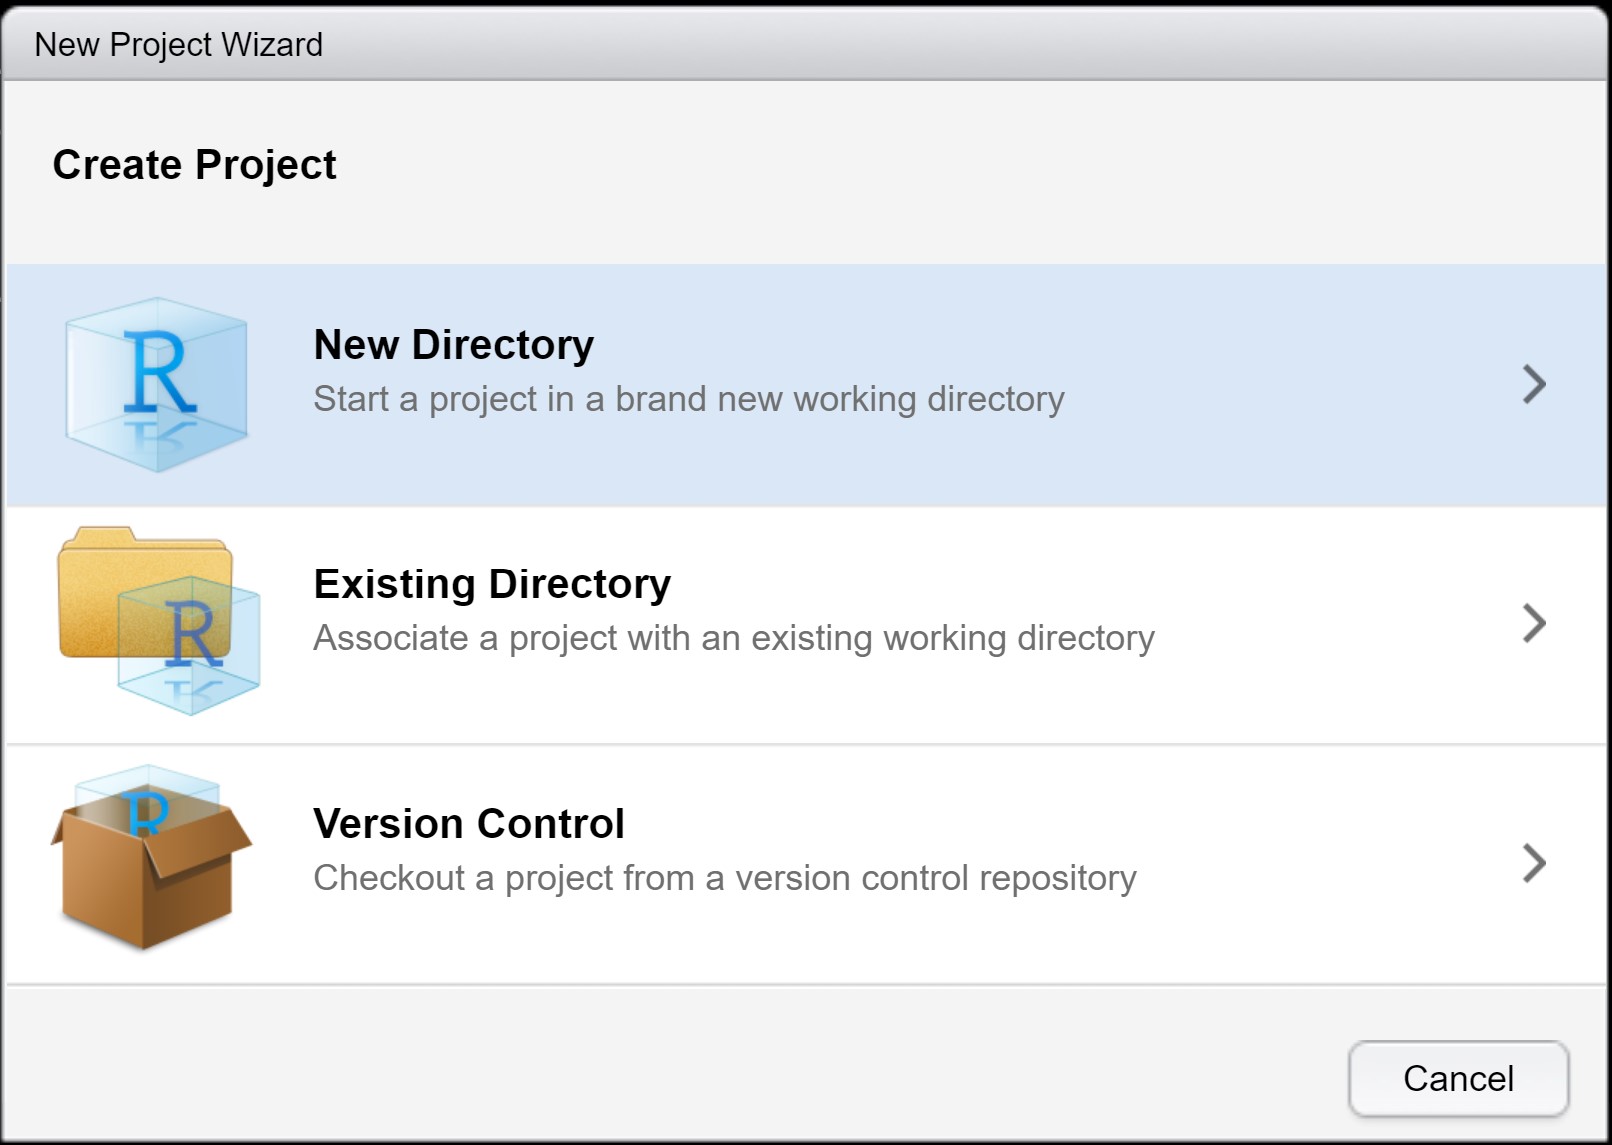 New Project Wizard
Create Project
R
New Directory
Start a project in a brand new working directory
R
Existing Directory
Associate a project with an existing working directory
R
Version Control
Checkout a project from a version control repository
Cancel